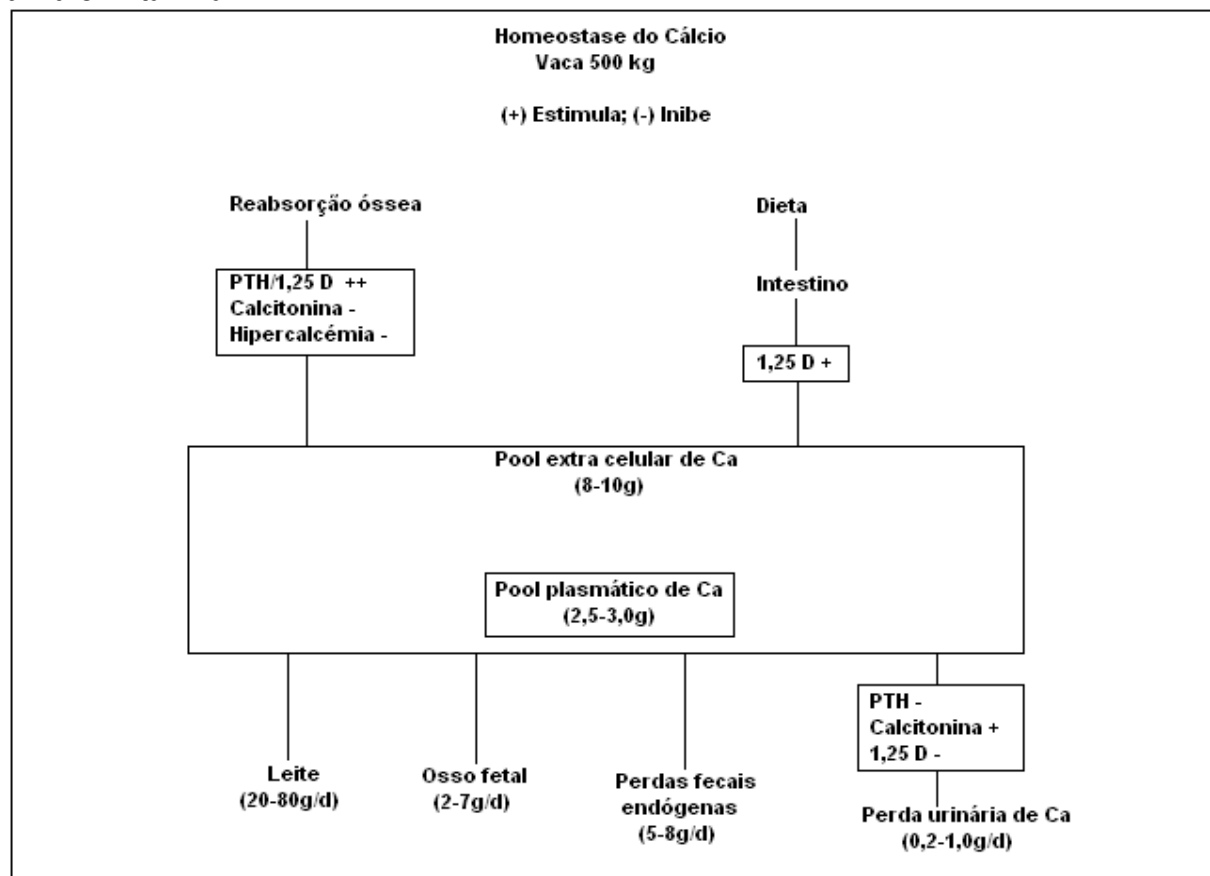 Homeostase do Cálcio
Vaca 500 kg
(+) Estimula; (-) Inibe
Reabsorção óssea
Dieta
PTH/1,25 D ++
Calcitonina -
Hipercalcémia -
Intestino
1,25 D +
Pool extra celular de Ca
(8-10g)
Pool plasmático de Ca
(2,5-3,0g)
PTH -
Calcitonina +
1,25 D -
Leite
(20-80g/d)
Osso fetal
(2-7g/d)
Perdas fecais
endógenas
(5-8g/d)
Perda urinária de Ca
(0,2-1,0g/d)